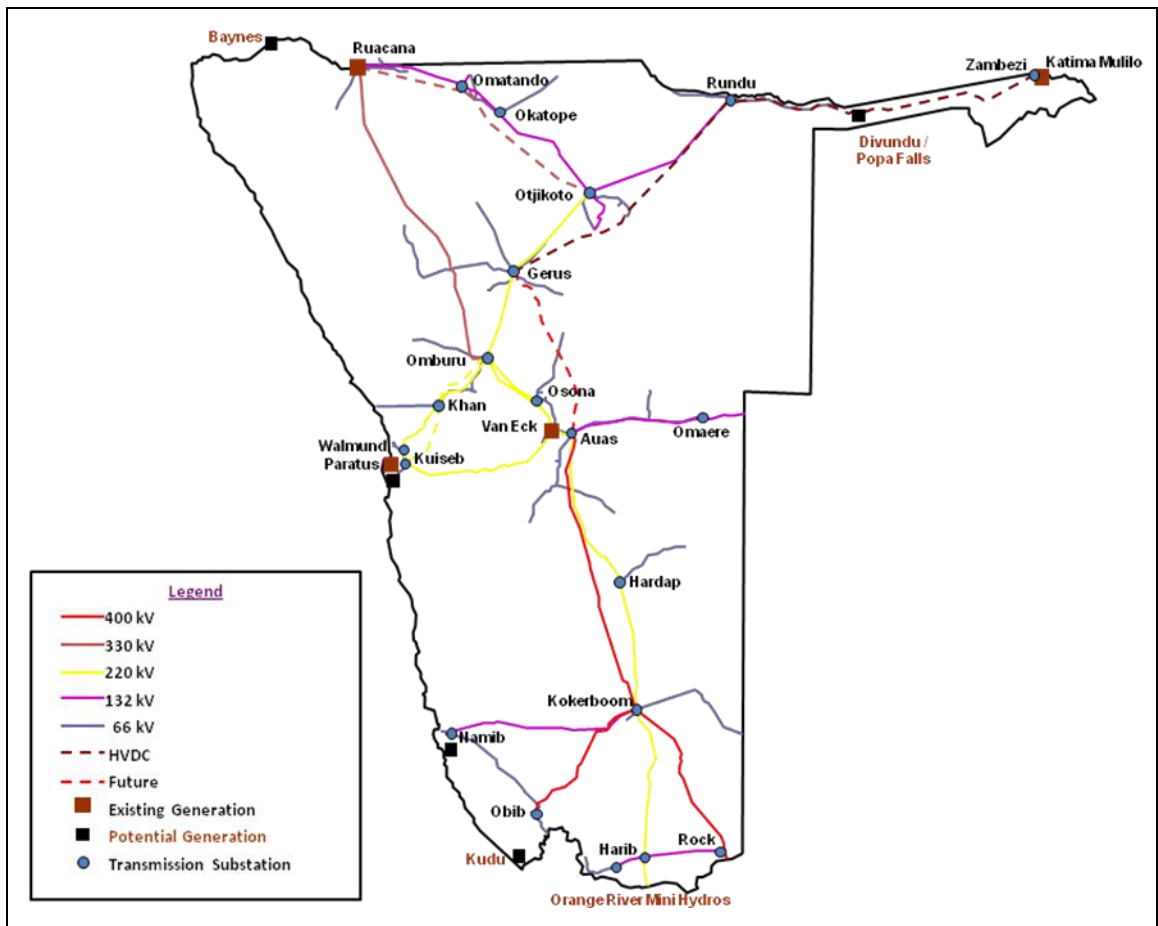 Baynes
Ruacana
Omatando
Okatope
Rundu
Zambezi
Katima Mulilo
Divundu /
Popa Falls
Otjikoto
Gerus
Omburu
Osona
Khan
Van Eck
Auas
Omaere
Walmund
Paratus
Kuiseb
Hardap
Kokerboom
Namib
Obib
Kudu
Harib
Rock
Orange River Mini Hydros
Legend
400 kV
330 kV
220 kV
132 kV
66 kV
HVDC
Future
Existing Generation
Potential Generation
Transmission Substation